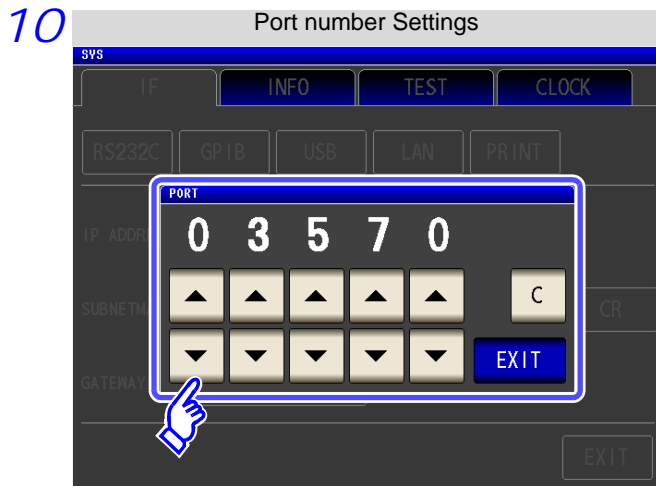 10
Port number Settings
SYS
IF INFO TEST CLOCK
RS232C GPIB USB LAN PRINT
PORT
IP ADDR 0 3 5 7 0
SUBNETM C CR
EXIT
GATEWAY
EXIT